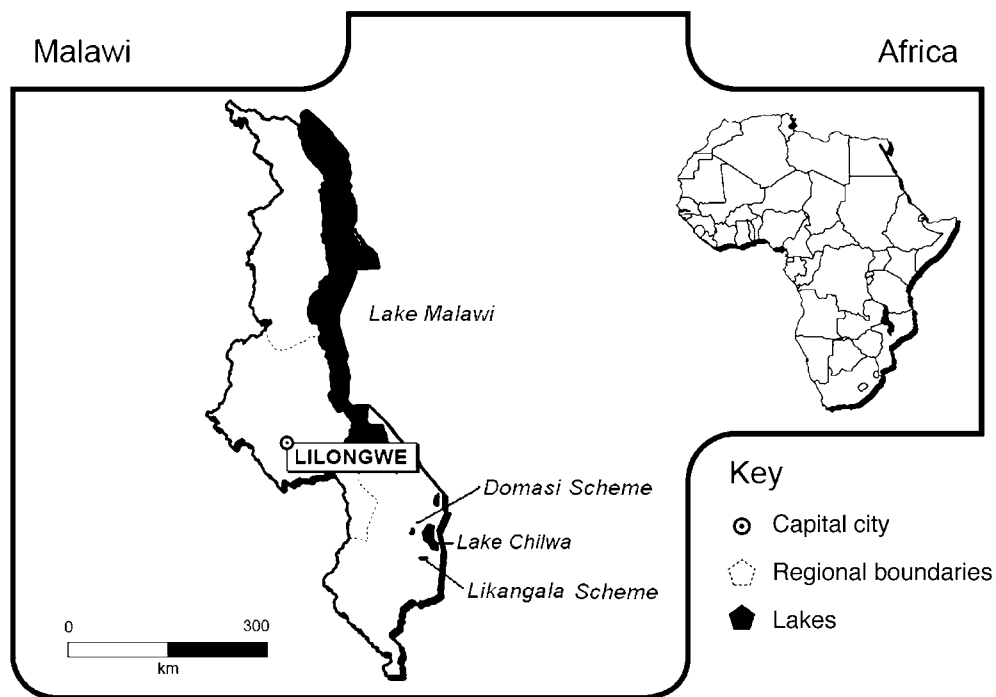 Malawi
Africa
Lake Malawi
LILONGWE
Domasi Scheme
Lake Chilwa
Likangala Scheme
Key
Capital city
Regional boundaries
Lakes
0 300
km